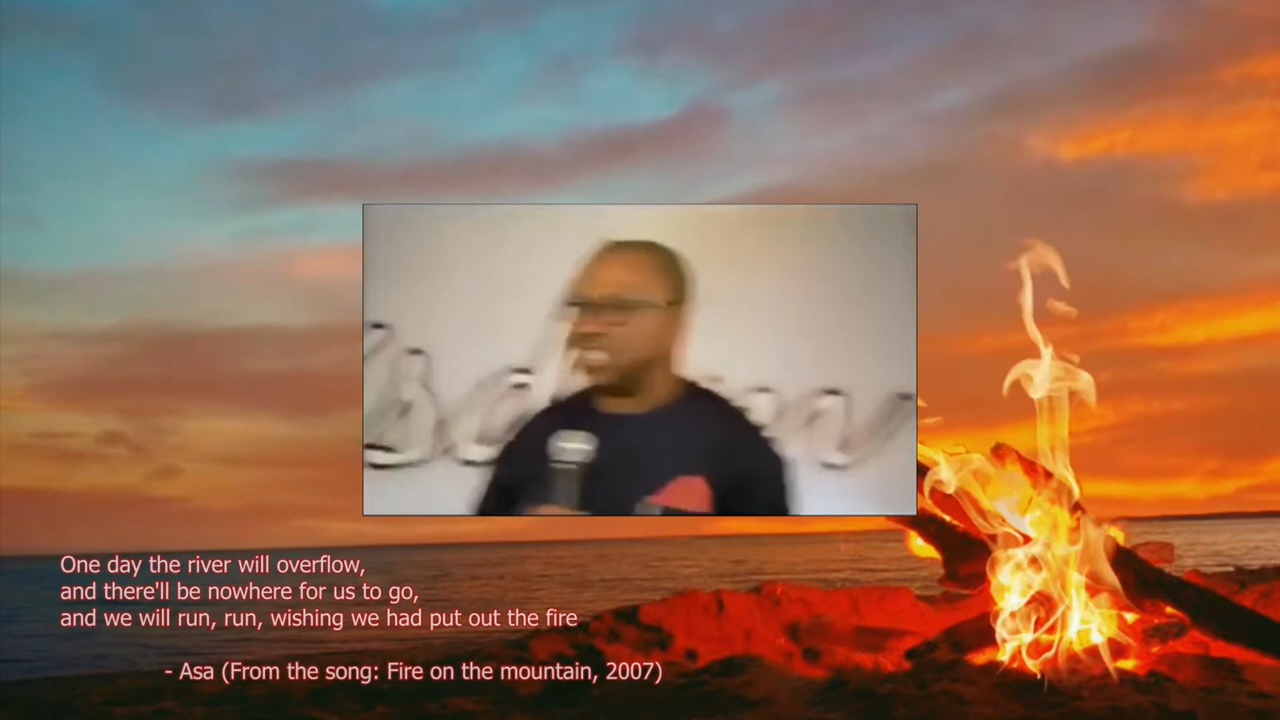 One day the river will overflow,
and there'll be nowhere for us to go,
and we will run, run, wishing we had put out the fire
- Asa (From the song: Fire on the mountain, 2007)